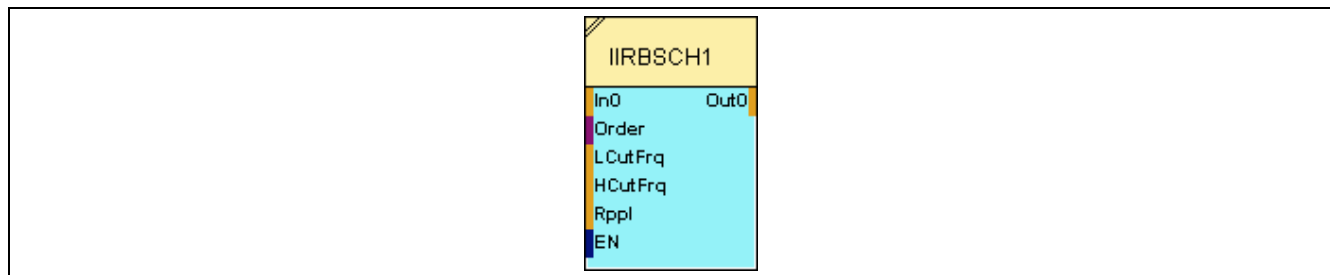 IIRBSCH1
In0 Out0
Order
LCutFrq
HCutFrq
Rppl
EN